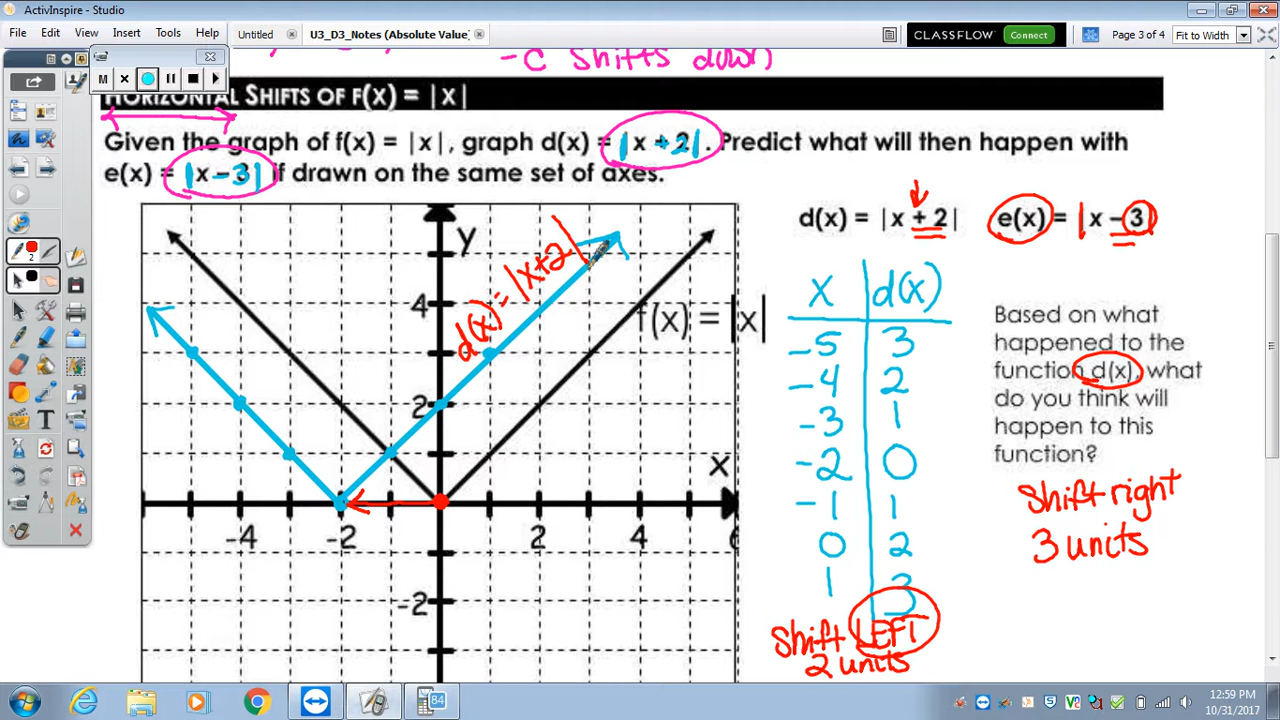 ActivInspire
File Edit View Insert Tools Help Untitled U3_D3_Notes (Absolute Value) CLASSFLOW Connect Page 3 of 4 Fit to Width
-C Shifts down
HORIZONTAL SHIFTS OF F(X) = |X|
Given the graph of f(x) = |x|, graph d(x) = |x +2|. Predict what will then happen with
e(x) = |x -3| if drawn on the same set of axes.
d(x) = |x + 2|
e(x) = |x - 3|
y
d(x) = |x+2|
4
f(x) = |x|
2
x
-4 -2 2 4 6
-2
x d(x)
-5 3
-4 2
-3 1
-2 0
-1 1
0 2
1 3
Shift LEFT
2 units
Based on what
happened to the
function d(x), what
do you think will
happen to this
function?
Shift right
3 units
M
2
84
12:59 PM
10/31/2017